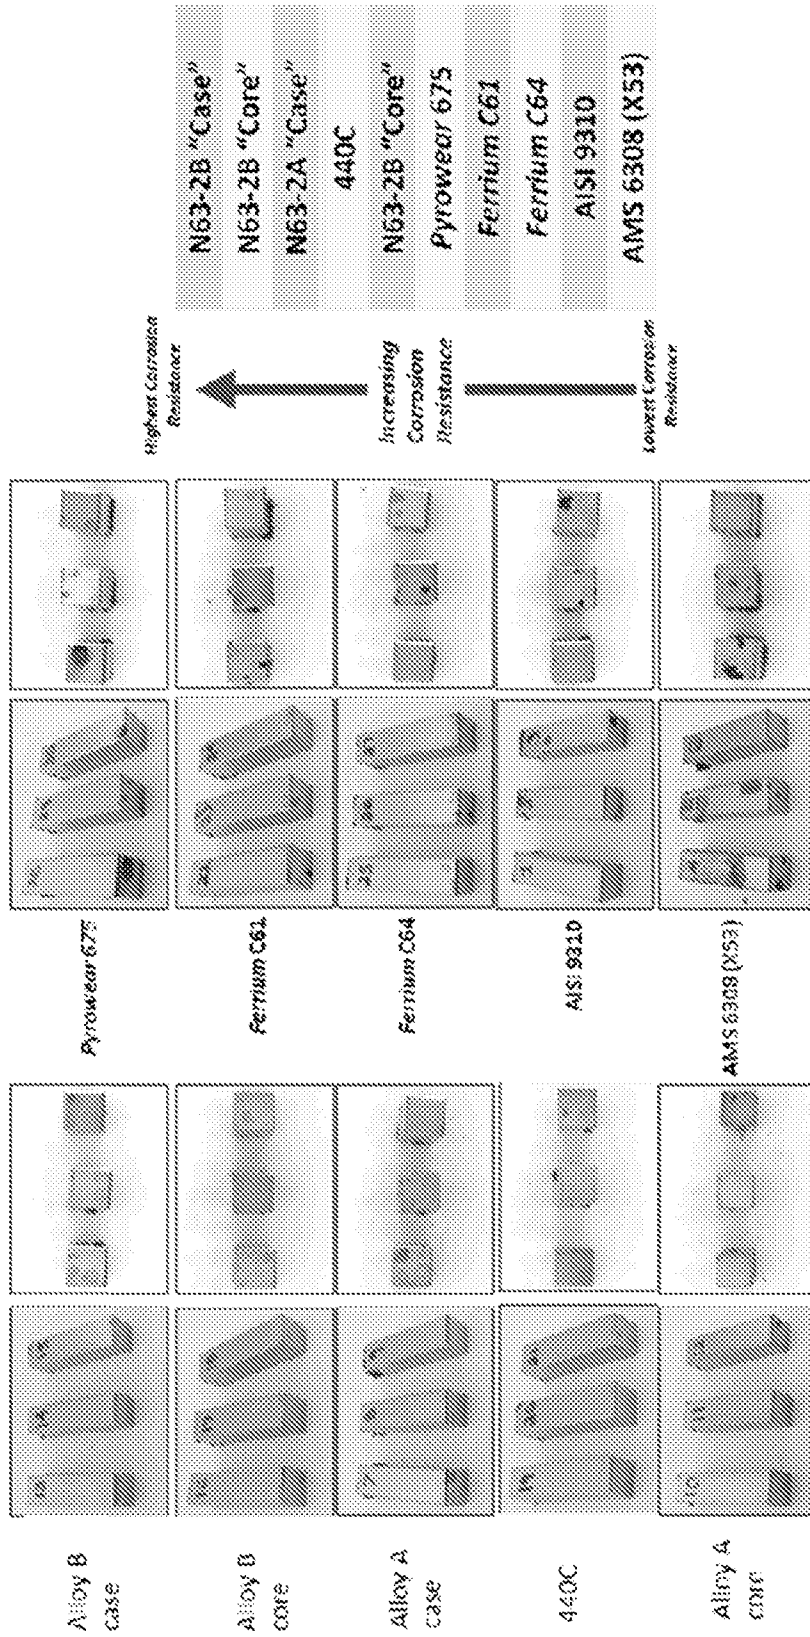 Alloy B
case
Alloy B
core
Alloy A
case
440C
Alloy A
core
Pyrowear 675
Ferrium C61
Ferrium C64
AISI 9310
AMS 6308 (X53)
Highest Corrosion
Resistance
Increasing
Corrosion
Resistance
Lowest Corrosion
Resistance
N63-2B "Case"
N63-2B "Core"
N63-2A "Case"
440C
N63-2B "Core"
Pyrowear 675
Ferrium C61
Ferrium C64
AISI 9310
AMS 6308 (X53)